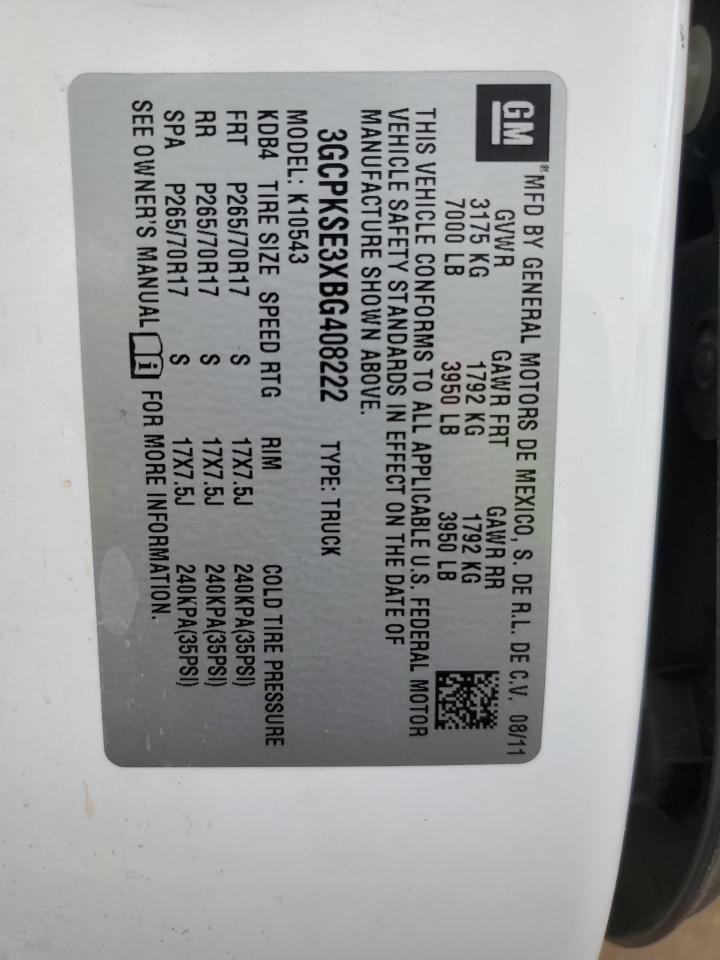 GM
® MFD BY GENERAL MOTORS DE MEXICO, S. DE R.L. DE C.V. 08/11
GVWR GAWR FRT GAWR RR
3175 KG 1792 KG 1792 KG
7000 LB 3950 LB 3950 LB
THIS VEHICLE CONFORMS TO ALL APPLICABLE U.S. FEDERAL MOTOR
VEHICLE SAFETY STANDARDS IN EFFECT ON THE DATE OF
MANUFACTURE SHOWN ABOVE.
3GCPKSE3XBG408222 TYPE: TRUCK
MODEL: K10543
KDB4 TIRE SIZE SPEED RTG RIM COLD TIRE PRESSURE
FRT P265/70R17 S 17X7.5J 240KPA(35PSI)
RR P265/70R17 S 17X7.5J 240KPA(35PSI)
SPA P265/70R17 S 17X7.5J 240KPA(35PSI)
SEE OWNER'S MANUAL i FOR MORE INFORMATION.